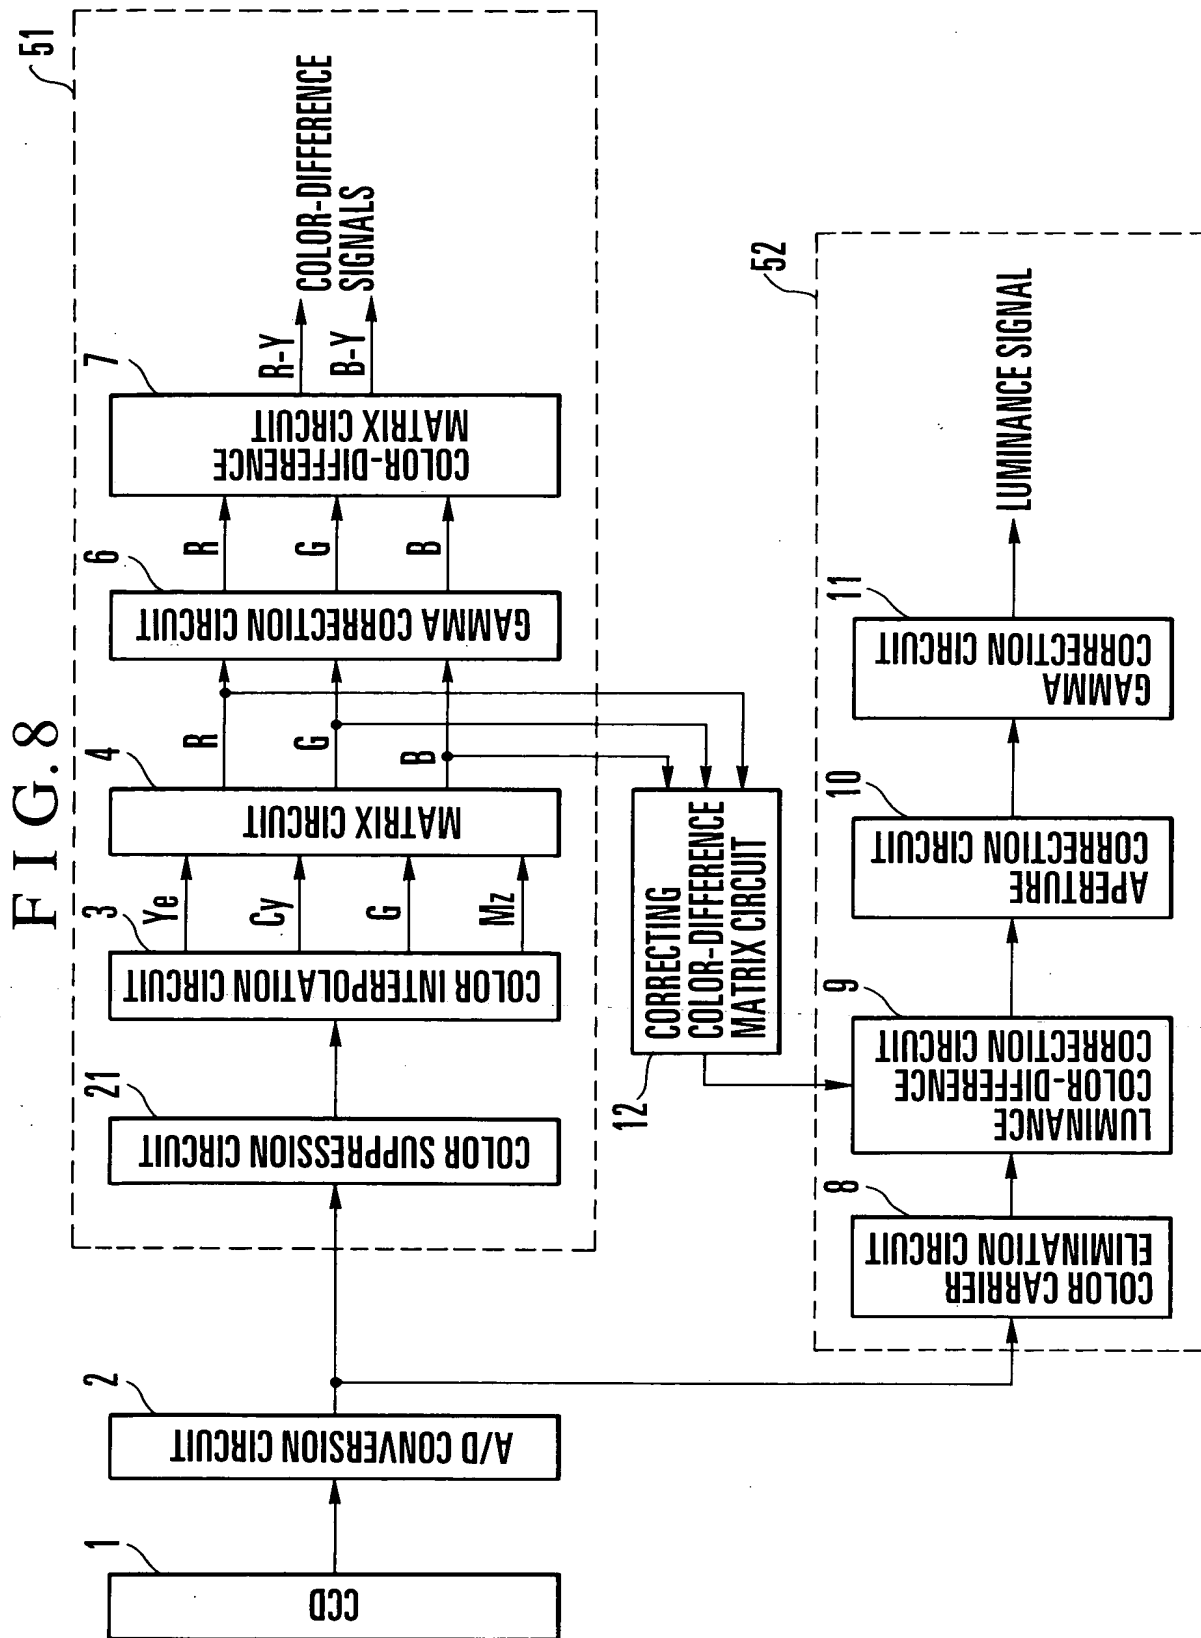 FIG. 8
51
52
1
CCD
2
A/D CONVERSION CIRCUIT
21
COLOR SUPPRESSION CIRCUIT
3
COLOR INTERPOLATION CIRCUIT
Ye
Cy
G
Mz
4
MATRIX CIRCUIT
R
G
B
6
GAMMA CORRECTION CIRCUIT
R
G
B
7
COLOR-DIFFERENCE
MATRIX CIRCUIT
R-Y
B-Y
COLOR-DIFFERENCE
SIGNALS
12
CORRECTING
COLOR-DIFFERENCE
MATRIX CIRCUIT
8
COLOR CARRIER
ELIMINATION CIRCUIT
9
LUMINANCE
COLOR-DIFFERENCE
CORRECTION CIRCUIT
10
APERTURE
CORRECTION CIRCUIT
11
GAMMA
CORRECTION CIRCUIT
LUMINANCE SIGNAL